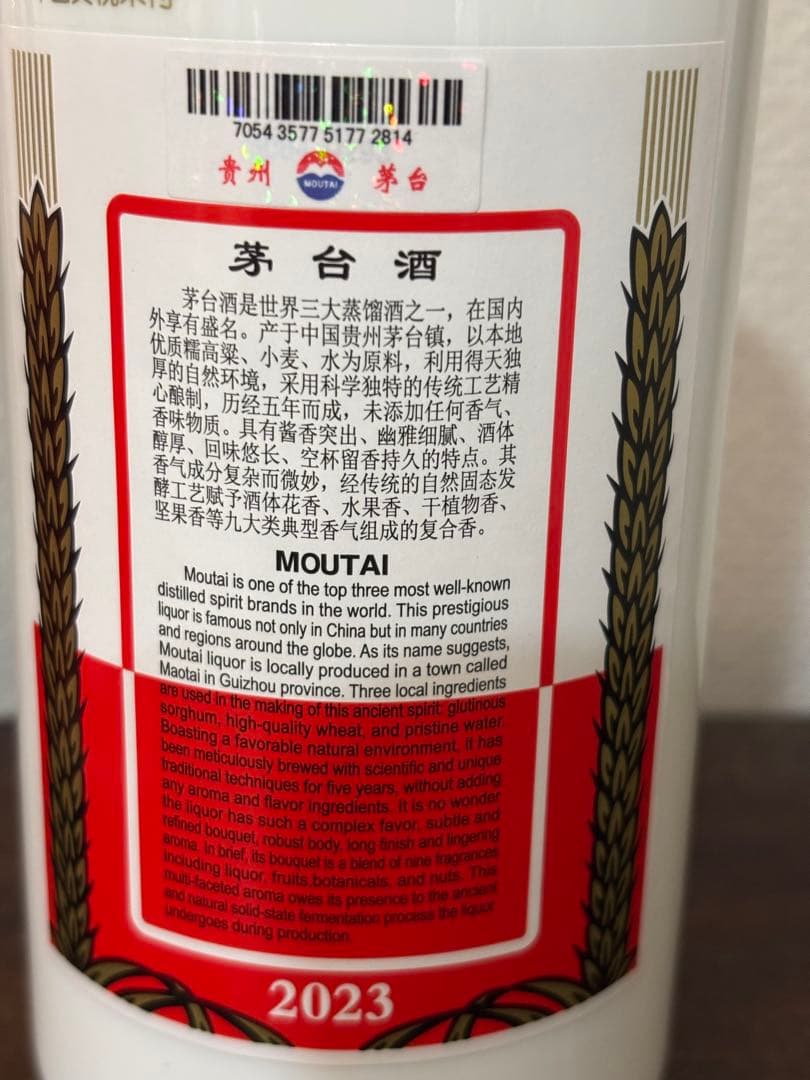 7054 3577 5177 2814
贵州 MOUTAI 茅台
茅台酒
茅台酒是世界三大蒸馏酒之一，在国内
外享有盛名。产于中国贵州茅台镇，以本地
优质糯高粱、小麦、水为原料，利用得天独
厚的自然环境，采用科学独特的传统工艺精
心酿制，历经五年而成，未添加任何香气、
香味物质。具有酱香突出、幽雅细腻、酒体
醇厚、回味悠长、空杯留香持久的特点。其
香气成分复杂而微妙，经传统的自然固态发
酵工艺赋予酒体花香、水果香、干植物香、
坚果香等九大类典型香气组成的复合香。
MOUTAI
Moutai is one of the top three most well-known
distilled spirit brands in the world. This prestigious
liquor is famous not only in China but in many countries
and regions around the globe. As its name suggests,
Moutai liquor is locally produced in a town called
Maotai in Guizhou province. Three local ingredients
are used in the making of this ancient spirit: glutinous
sorghum, high-quality wheat, and pristine water.
Boasting a favorable natural environment, it has
been meticulously brewed with scientific and unique
traditional techniques for five years, without adding
any aroma and flavor ingredients. It is no wonder
the liquor has such a complex favor, subtle and
refined bouquet, robust body, long finish and lingering
aroma. In brief, its bouquet is a blend of nine fragrances
including liquor, fruits,botanicals, and nuts. This
multi-faceted aroma owes its presence to the ancient
and natural solid-state fermentation process the liquor
undergoes during production.
2023